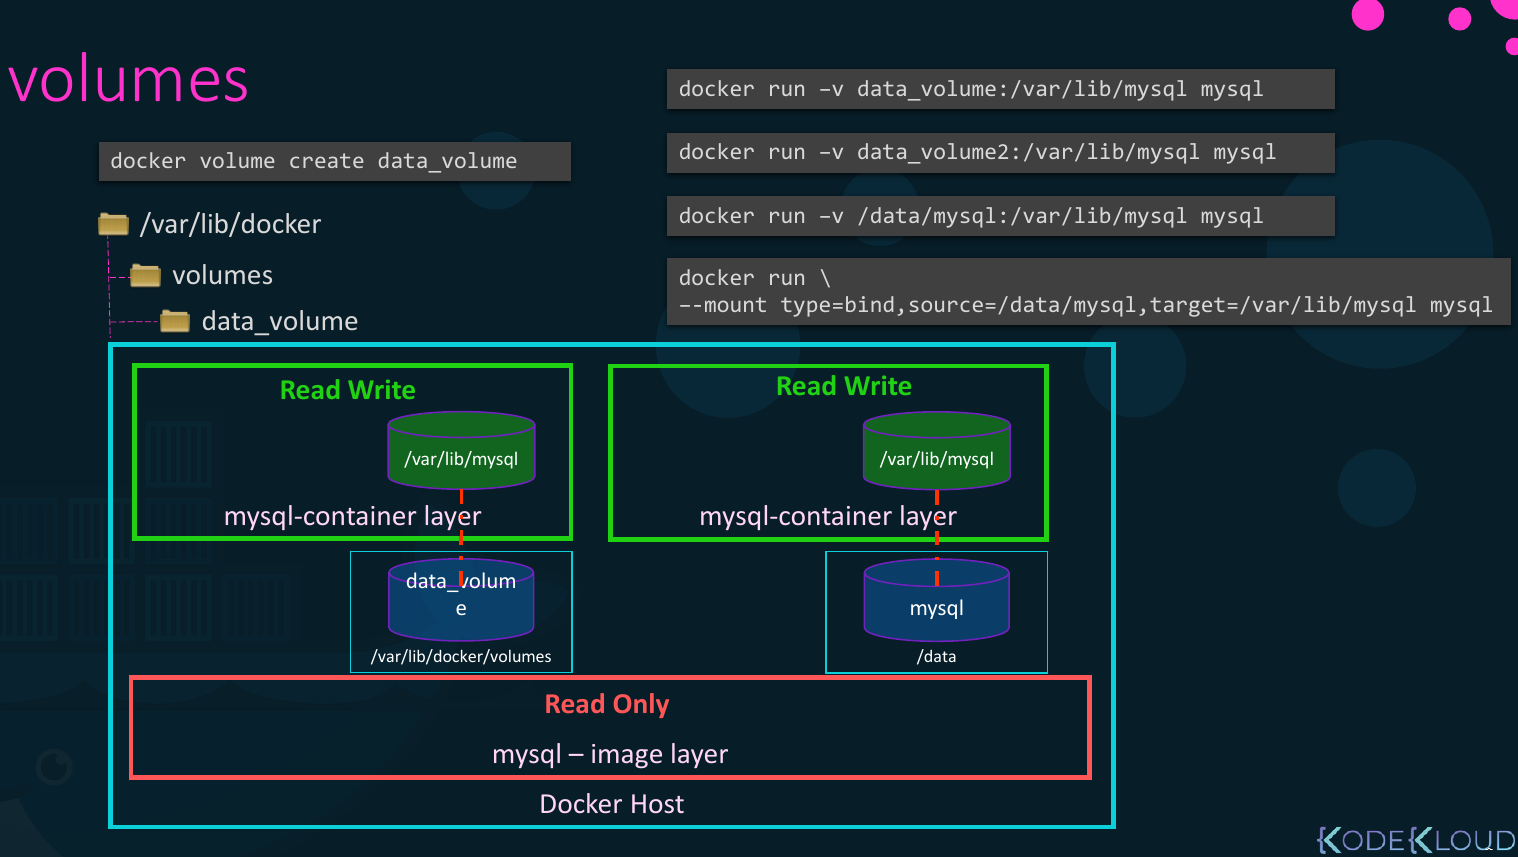 volumes
docker volume create data_volume
/var/lib/docker
volumes
data_volume
docker run –v data_volume:/var/lib/mysql mysql
docker run –v data_volume2:/var/lib/mysql mysql
docker run –v /data/mysql:/var/lib/mysql mysql
docker run \
--mount type=bind,source=/data/mysql,target=/var/lib/mysql mysql
Read Write
/var/lib/mysql
mysql-container layer
data_volum
e
/var/lib/docker/volumes
Read Write
/var/lib/mysql
mysql-container layer
mysql
/data
Read Only
mysql – image layer
Docker Host
KODEKLOUD